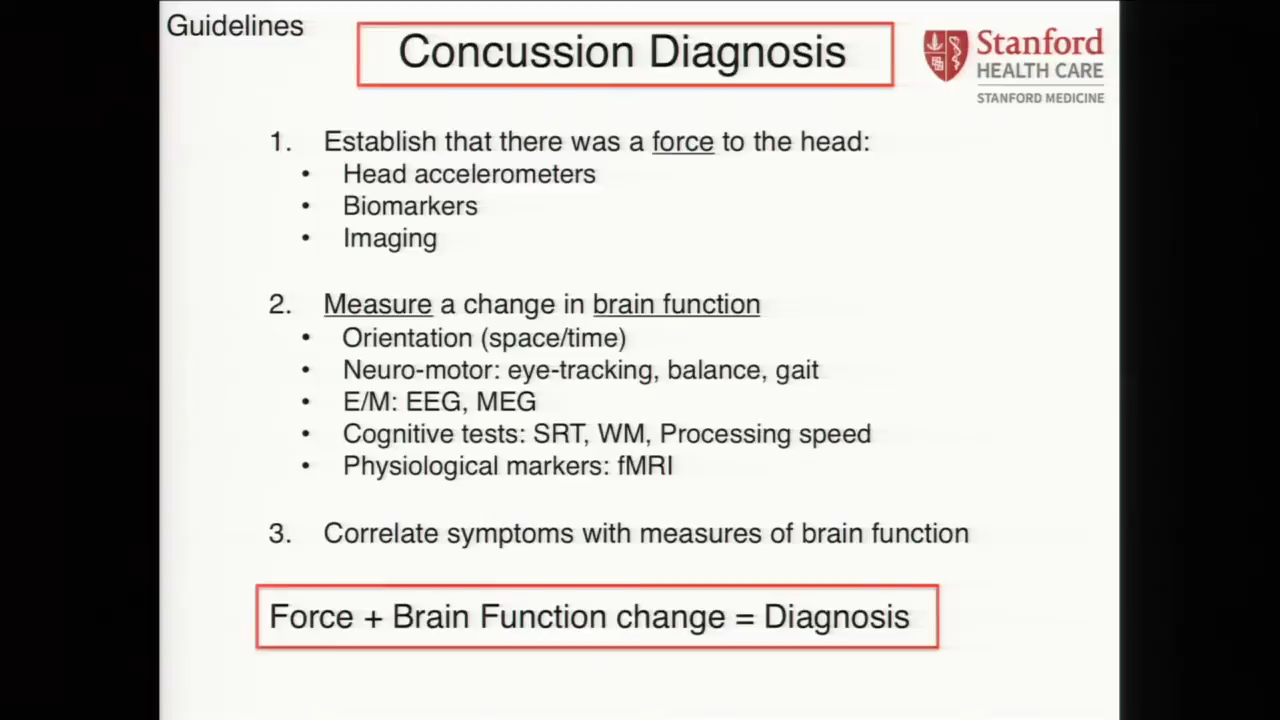 Guidelines
Concussion Diagnosis
Stanford
HEALTH CARE
STANFORD MEDICINE
1. Establish that there was a force to the head:
• Head accelerometers
• Biomarkers
• Imaging
2. Measure a change in brain function
• Orientation (space/time)
• Neuro-motor: eye-tracking, balance, gait
• E/M: EEG, MEG
• Cognitive tests: SRT, WM, Processing speed
• Physiological markers: fMRI
3. Correlate symptoms with measures of brain function
Force + Brain Function change = Diagnosis